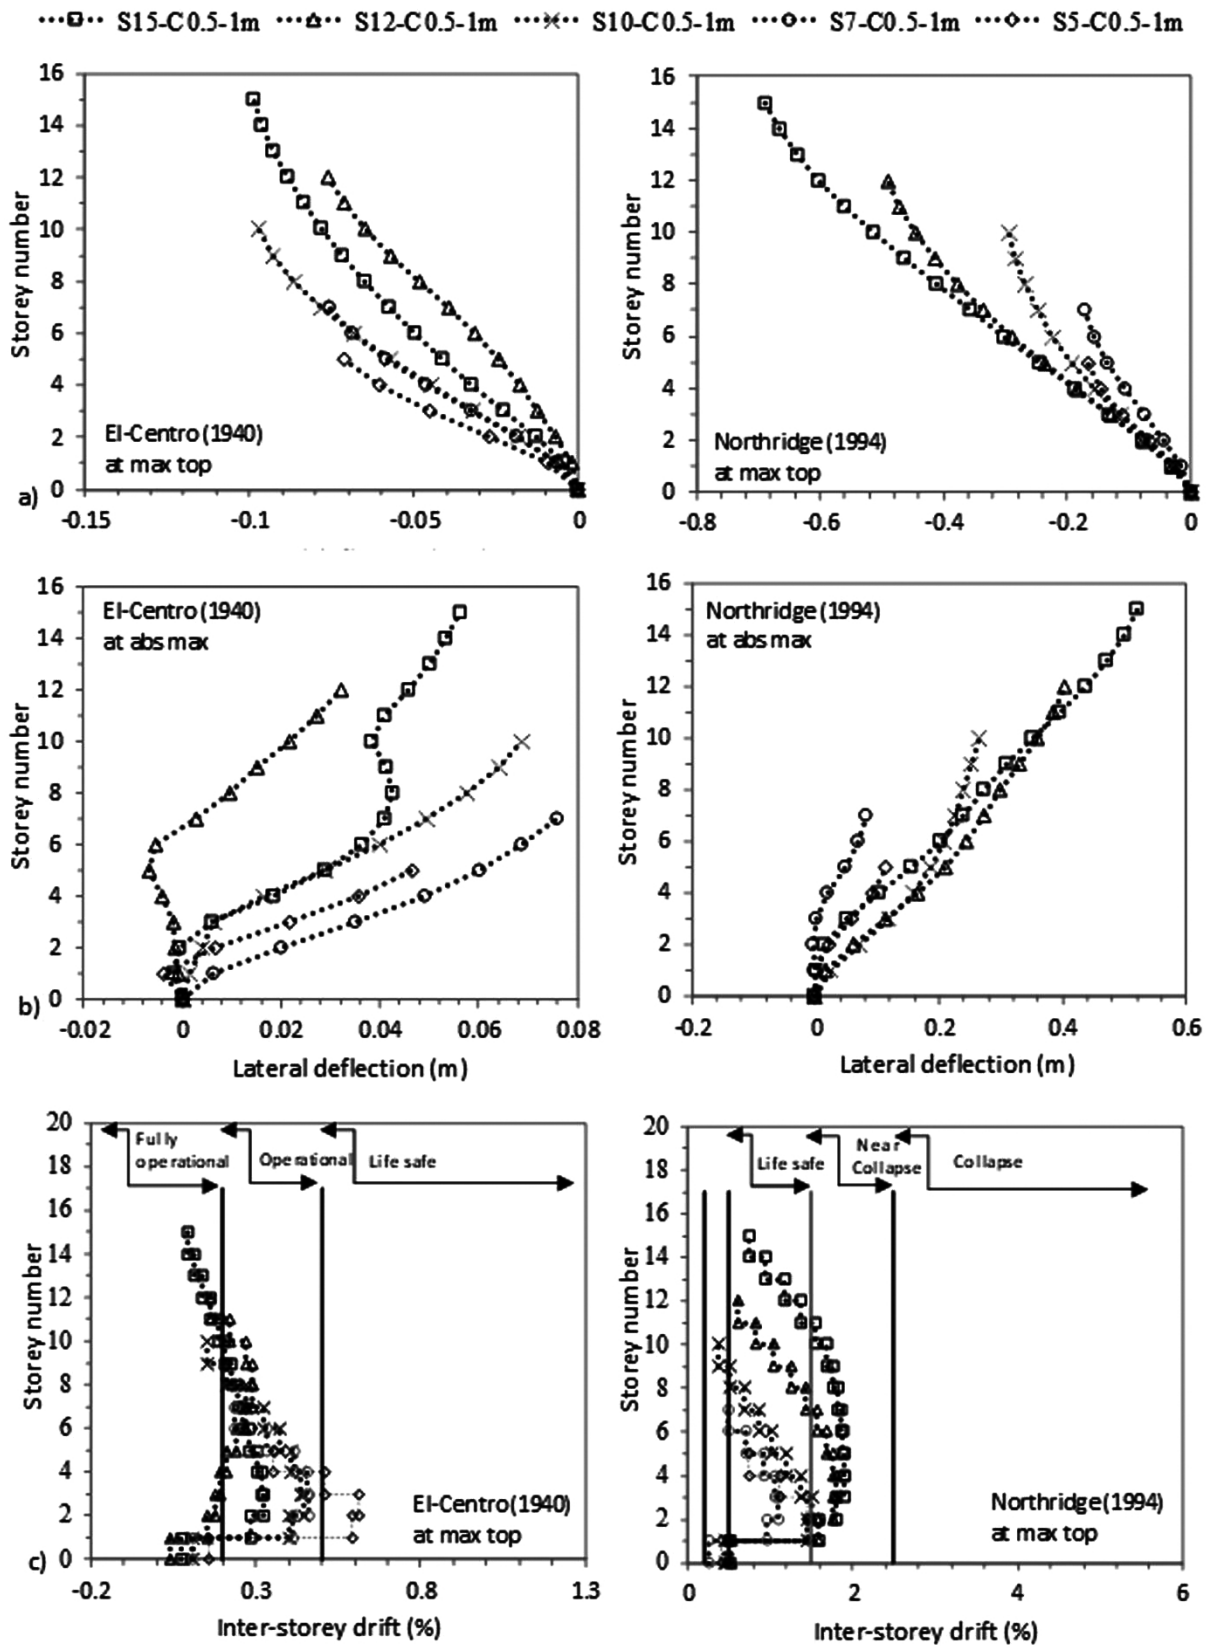 S15-C0.5-1m S12-C0.5-1m S10-C0.5-1m S7-C0.5-1m S5-C0.5-1m
16
14
12
10
8
6
4
2
0
Storey number
El-Centro (1940)
at max top
a)
-0.15 -0.1 -0.05 0
16
14
12
10
8
6
4
2
0
Storey number
Northridge (1994)
at max top
-0.8 -0.6 -0.4 -0.2 0
16
14
12
10
8
6
4
2
0
Storey number
El-Centro (1940)
at abs max
b)
-0.02 0 0.02 0.04 0.06 0.08
Lateral deflection (m)
16
14
12
10
8
6
4
2
0
Storey number
Northridge (1994)
at abs max
-0.2 0 0.2 0.4 0.6
Lateral deflection (m)
20
18
16
14
12
10
8
6
4
2
0
Storey number
Fully
operational
Operational
Life safe
El-Centro (1940)
at max top
c)
-0.2 0.3 0.8 1.3
Inter-storey drift (%)
20
18
16
14
12
10
8
6
4
2
0
Storey number
Life safe
Near
Collapse
Collapse
Northridge (1994)
at max top
0 2 4 6
Inter-storey drift (%)